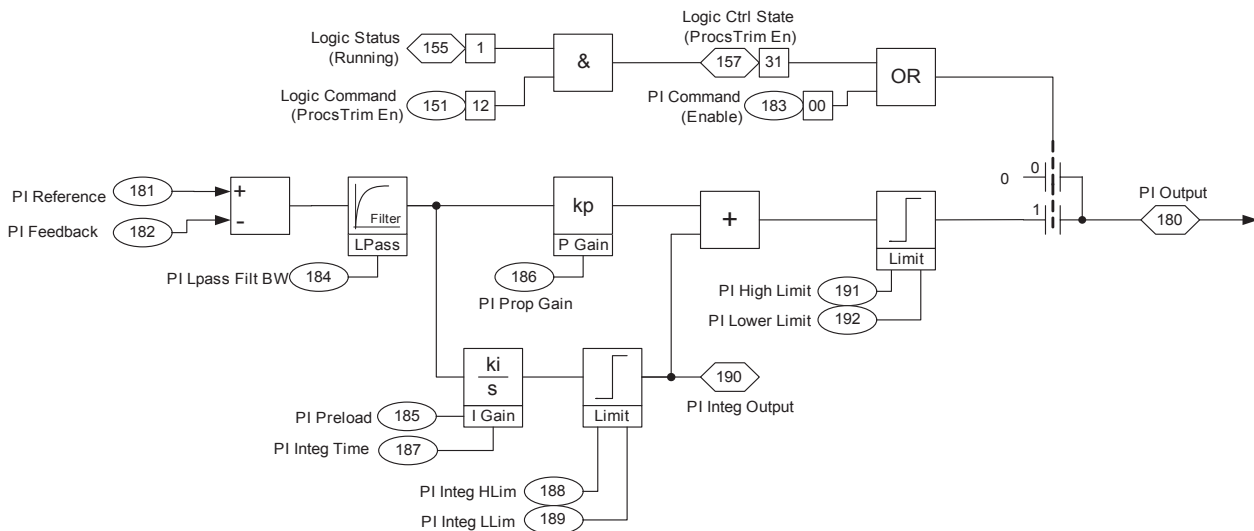 Logic Status
(Running)
155
1
Logic Command
(ProcsTrim En)
151
12
&
Logic Ctrl State
(ProcsTrim En)
157
31
PI Command
(Enable)
183
00
OR
PI Reference
181
+
PI Feedback
182
-
Filter
LPass
PI Lpass Filt BW
184
kp
P Gain
186
PI Prop Gain
+
Limit
PI High Limit
191
PI Lower Limit
192
0
0
1
PI Output
180
ki
s
I Gain
PI Preload
185
PI Integ Time
187
Limit
190
PI Integ Output
PI Integ HLim
188
PI Integ LLim
189